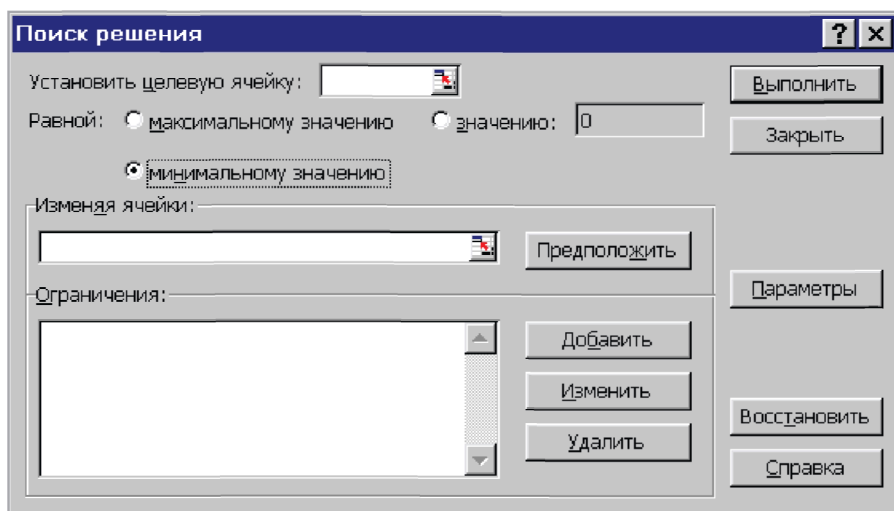 Поиск решения
Установить целевую ячейку:
Равной: максимальному значению значению: 0
минимальному значению
Изменяя ячейки:
Предположить
Ограничения:
Добавить
Изменить
Удалить
Выполнить
Закрыть
Параметры
Восстановить
Справка